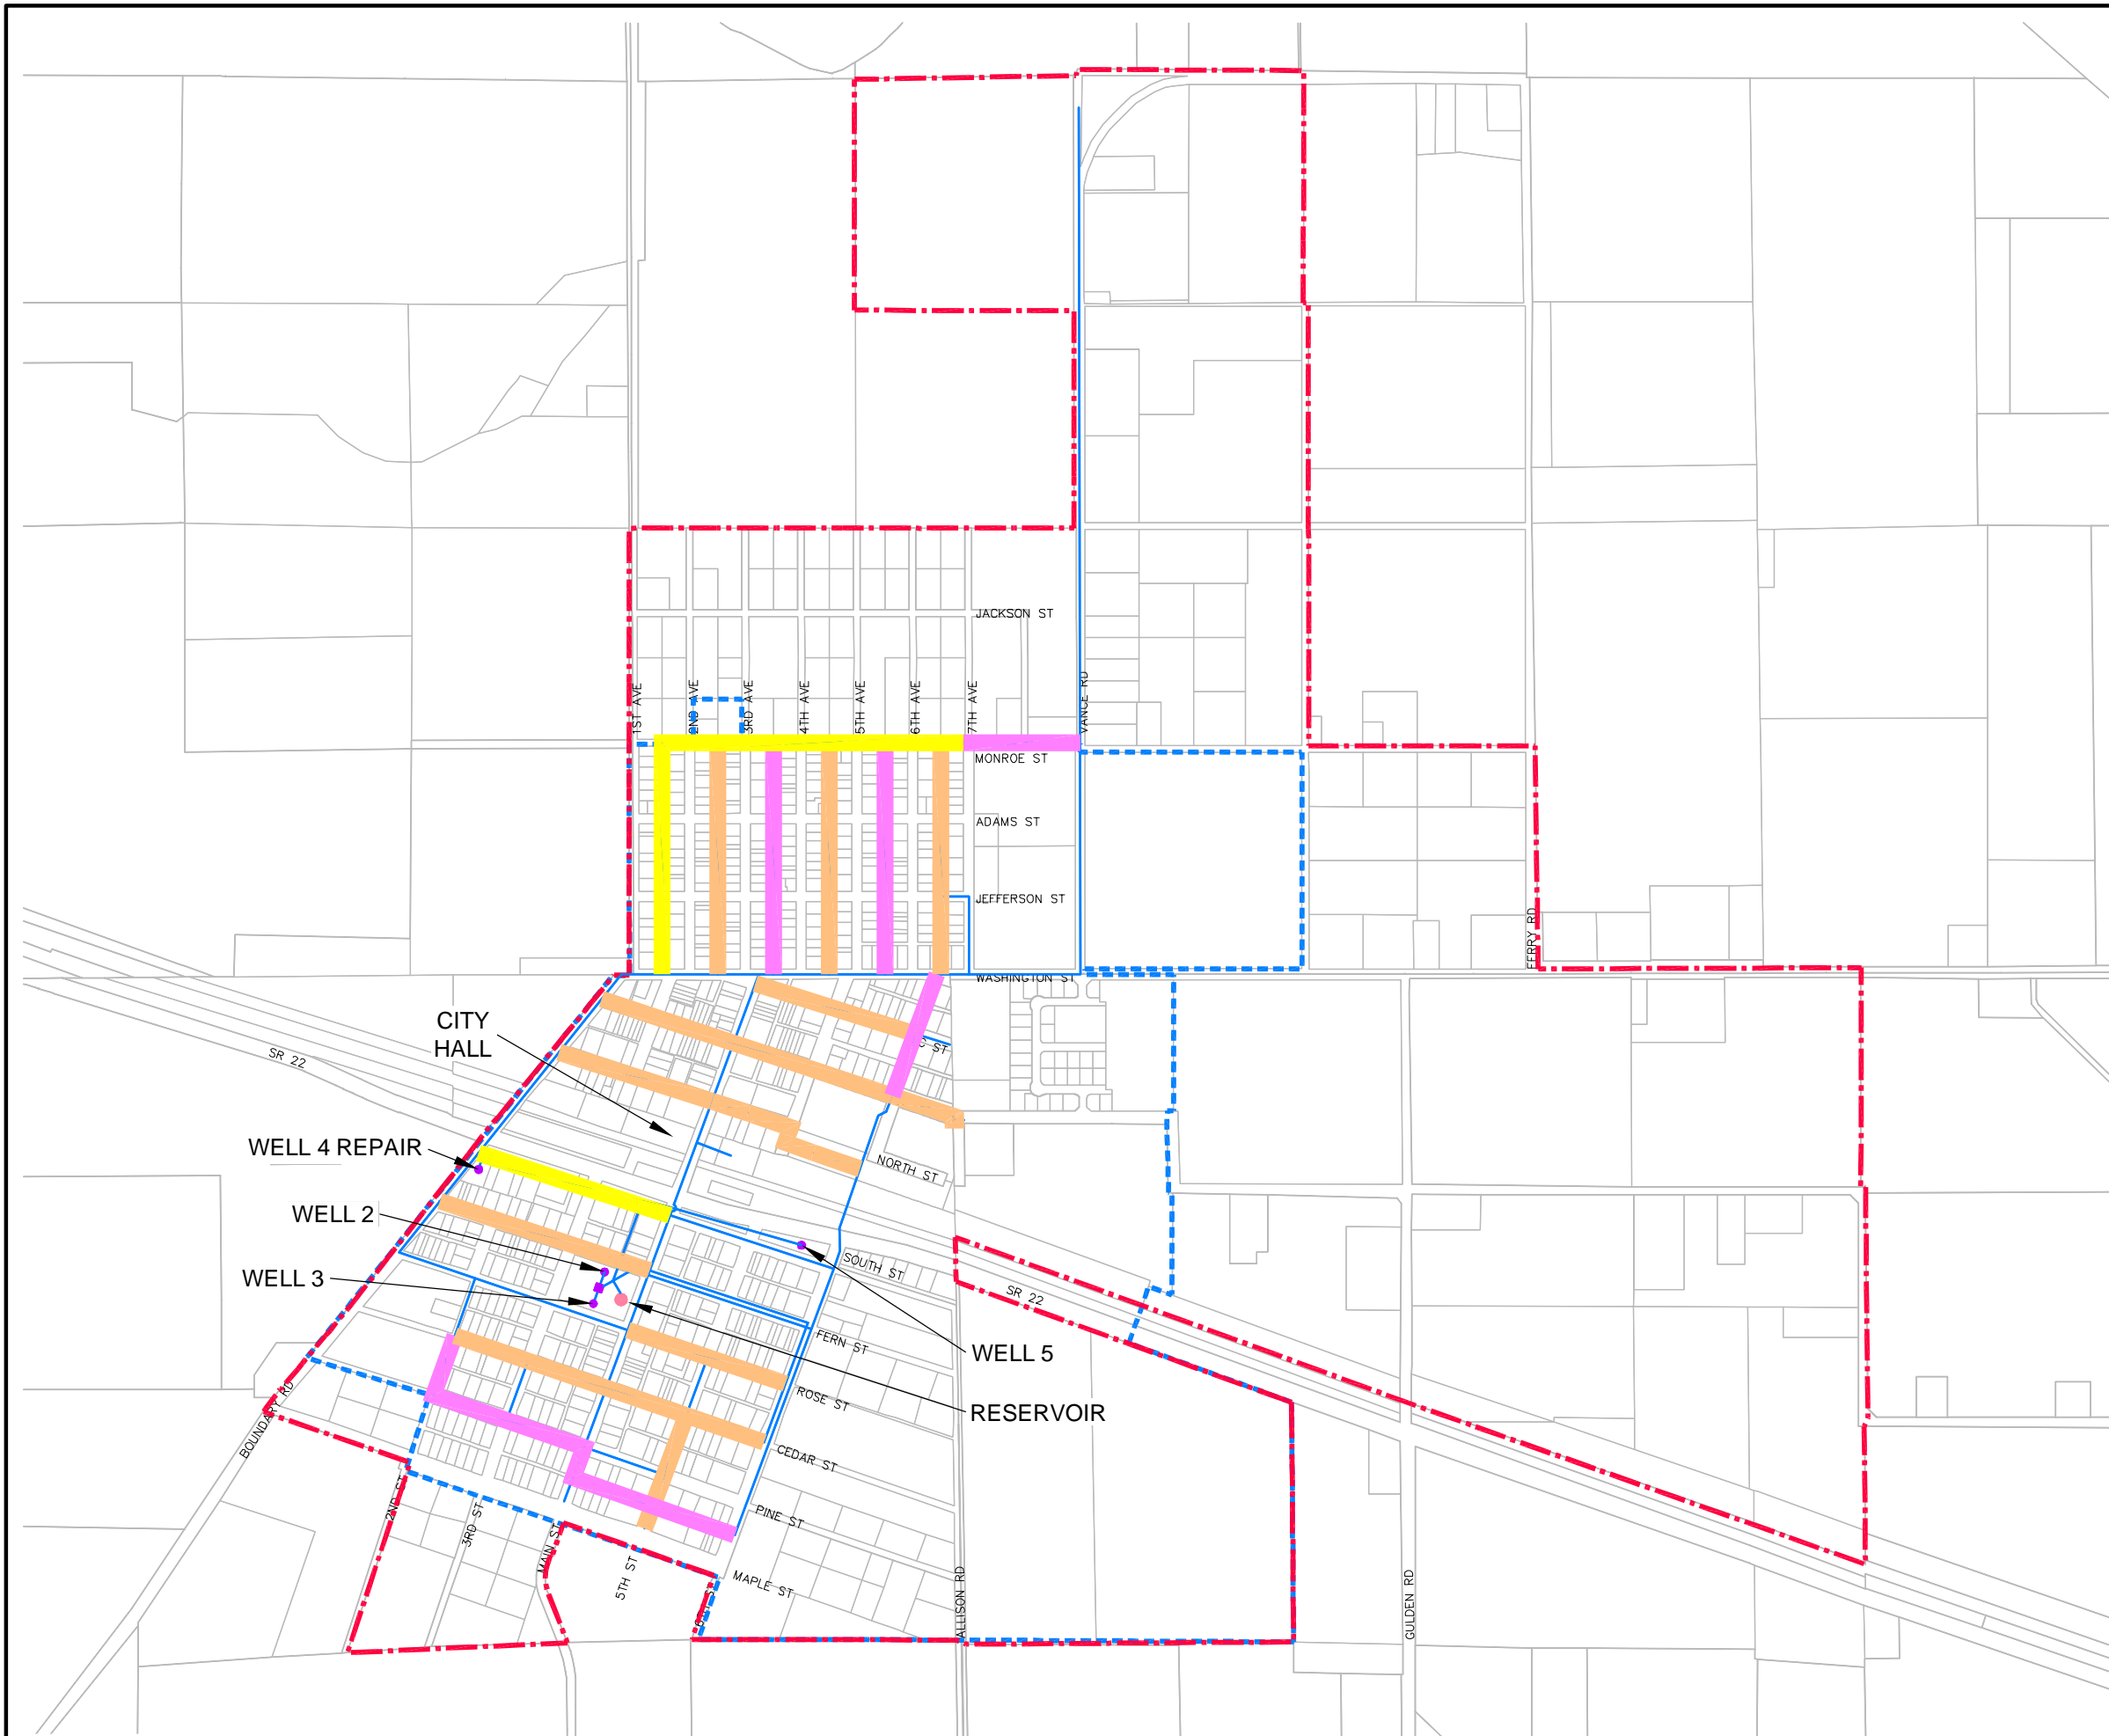 JACKSON ST
1ST AVE
2ND AVE
3RD AVE
4TH AVE
5TH AVE
6TH AVE
7TH AVE
VANCE RD
MONROE ST
ADAMS ST
JEFFERSON ST
FERRY RD
WASHINGTON ST
CITY
HALL
C ST
SR 22
WELL 4 REPAIR
NORTH ST
WELL 2
SOUTH ST
WELL 3
SR 22
FERN ST
WELL 5
ROSE ST
RESERVOIR
BOUNDARY RD
CEDAR ST
2ND ST
3RD ST
PINE ST
MAIN ST
5TH ST
MAPLE ST
ALLISON RD
GULDEN RD